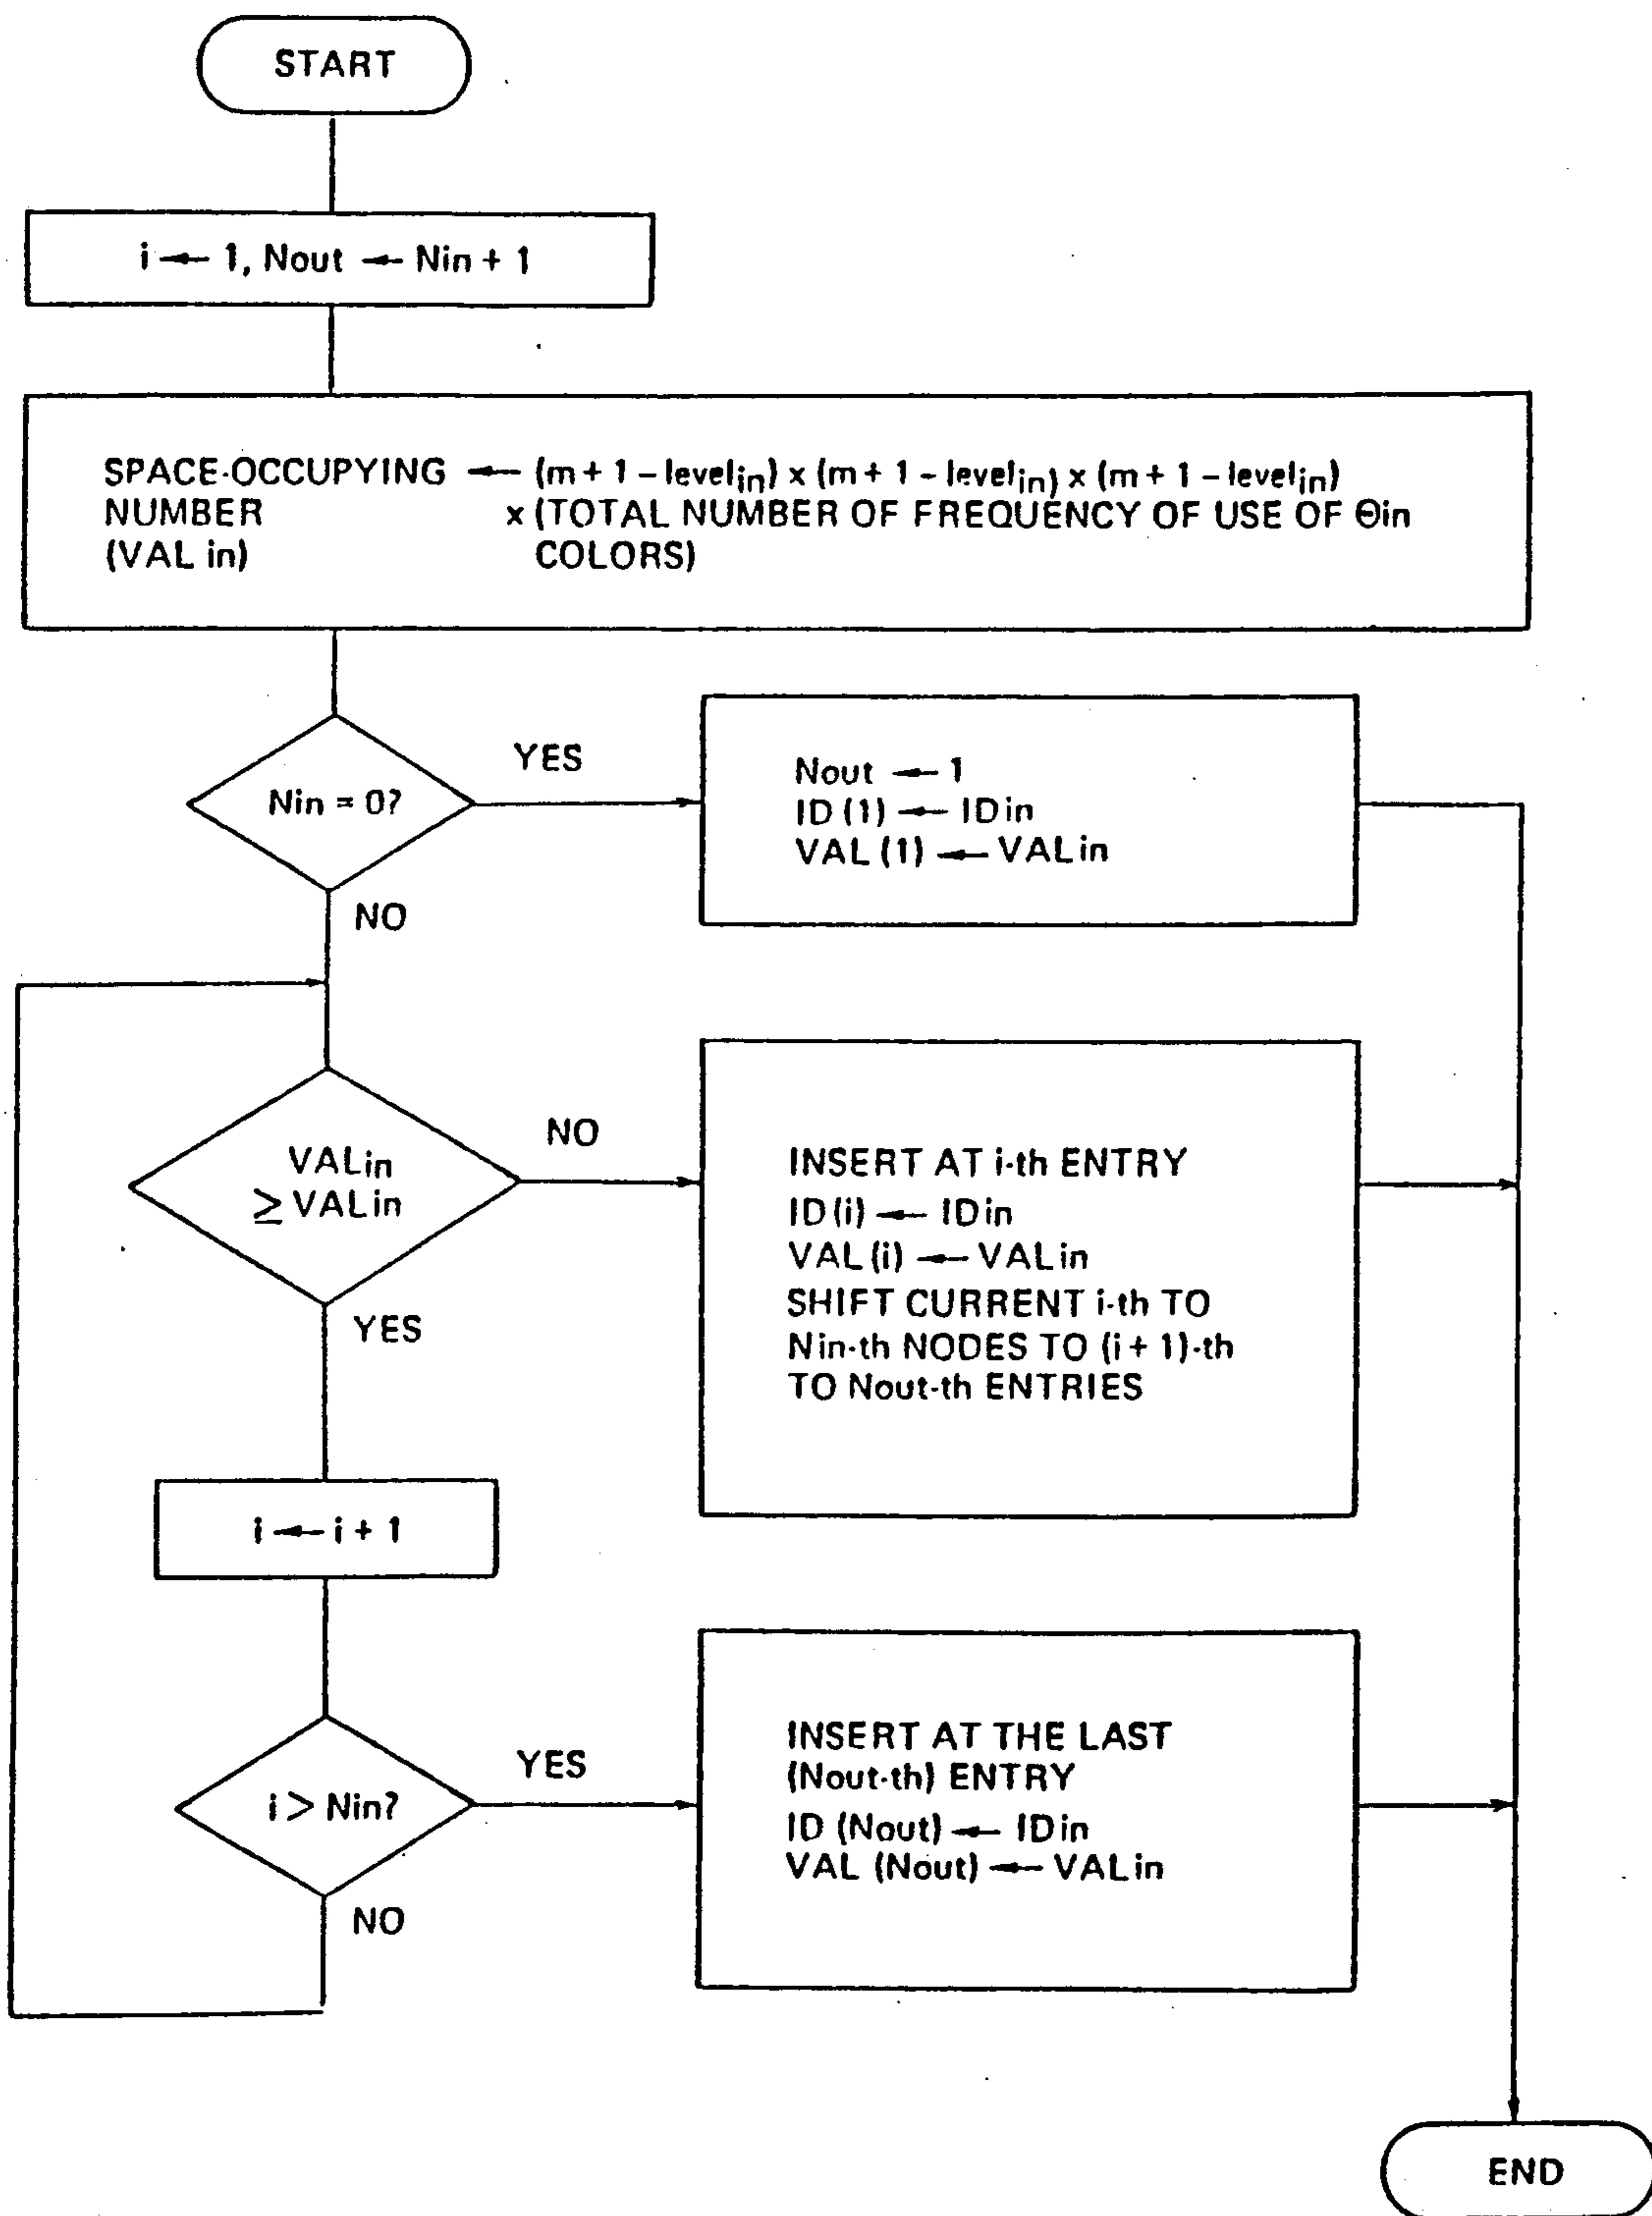 START
i ← 1, Nout ← Nin + 1
SPACE-OCCUPYING ← (m + 1 – levelin) x (m + 1 – levelin) x (m + 1 – levelin)
NUMBER x (TOTAL NUMBER OF FREQUENCY OF USE OF Θin
(VAL in) COLORS)
Nin = 0?
YES
Nout ← 1
ID (1) ← IDin
VAL (1) ← VALin
NO
VALin
≥ VALin
NO
INSERT AT i-th ENTRY
ID (i) ← IDin
VAL (i) ← VALin
SHIFT CURRENT i-th TO
Nin-th NODES TO (i + 1)-th
TO Nout-th ENTRIES
YES
i ← i + 1
i > Nin?
YES
INSERT AT THE LAST
(Nout-th) ENTRY
ID (Nout) ← IDin
VAL (Nout) ← VALin
NO
END